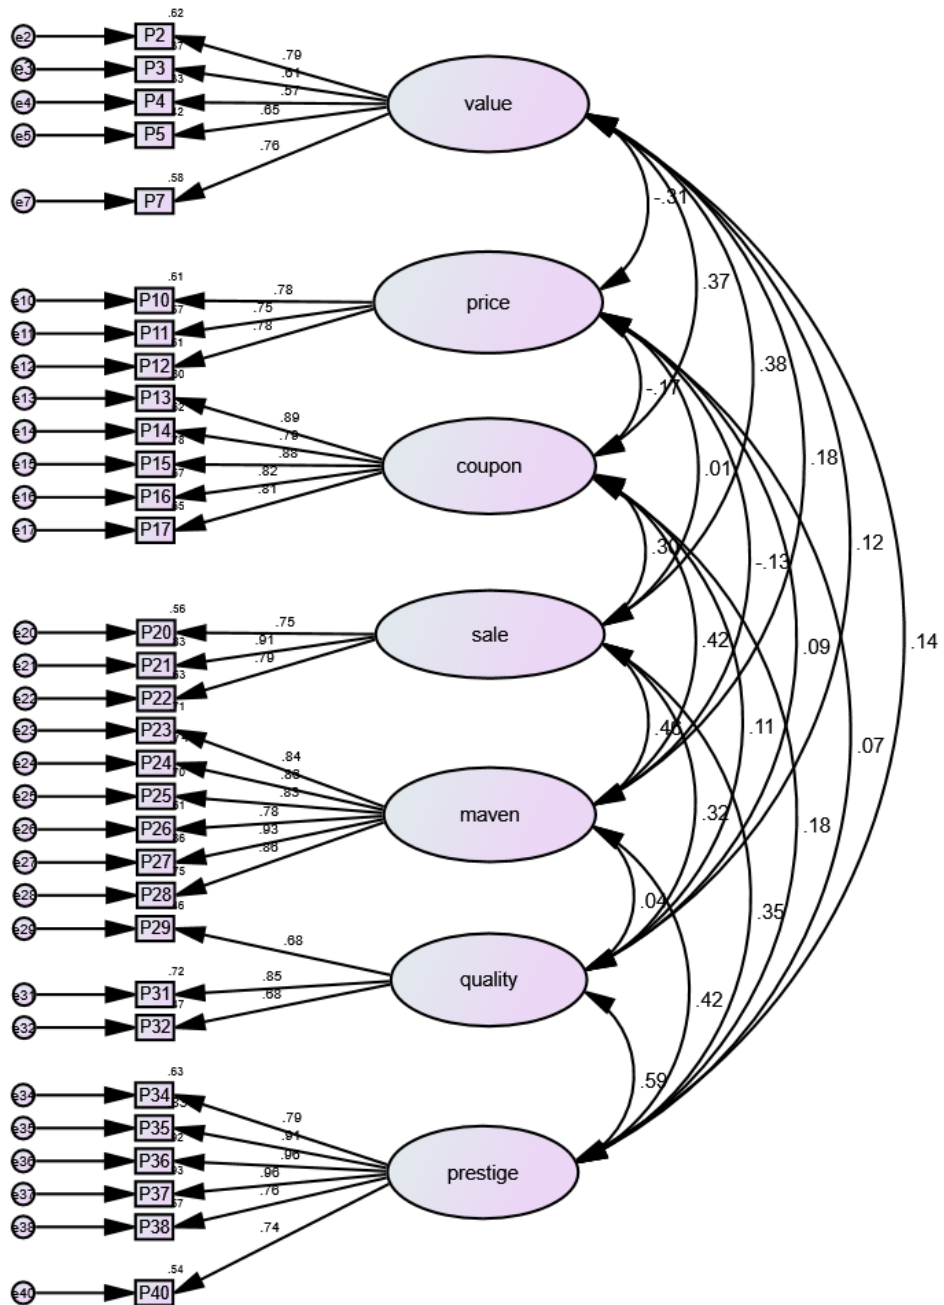 .62
e2 P2
.79
e3 P3
.61
e4 P4
.57
value
e5 P5
.65
.76
.58
e7 P7
-.31
.61
.37
e10 P10
.78
price
.75
e11 P11
.78
e12 P12
.38
e13 P13
-.17
.89
e14 P14
.79
.88
e15 P15
coupon
.18
.01
e16 P16
.82
.81
e17 P17
.12
.30
-.13
.56
e20 P20
.75
sale
.91
e21 P21
.79
.42
.09
.14
e22 P22
e23 P23
.46
.11
.07
.84
e24 P24
.88
e25 P25
.83
maven
.32
.18
e26 P26
.78
.93
e27 P27
.86
e28 P28
.04
.35
e29 P29
.68
.72
.85
quality
e31 P31
.68
.42
e32 P32
.59
.63
e34 P34
.79
e35 P35
.91
.96
e36 P36
prestige
.96
e37 P37
.76
e38 P38
.74
.54
e40 P40